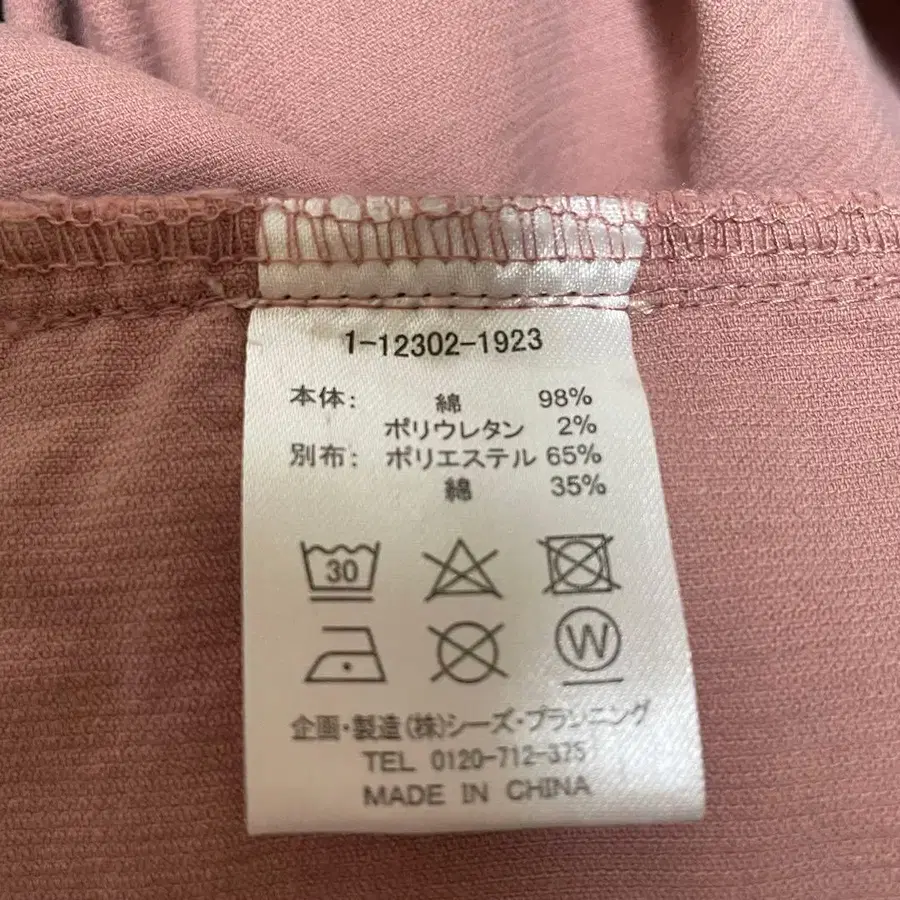 1-12302-1923
本体: 綿 98%
ポリウレタン 2%
別布: ポリエステル 65%
綿 35%
30
W
企画・製造(株)シーズ・プランニング
TEL 0120-712-375
MADE IN CHINA